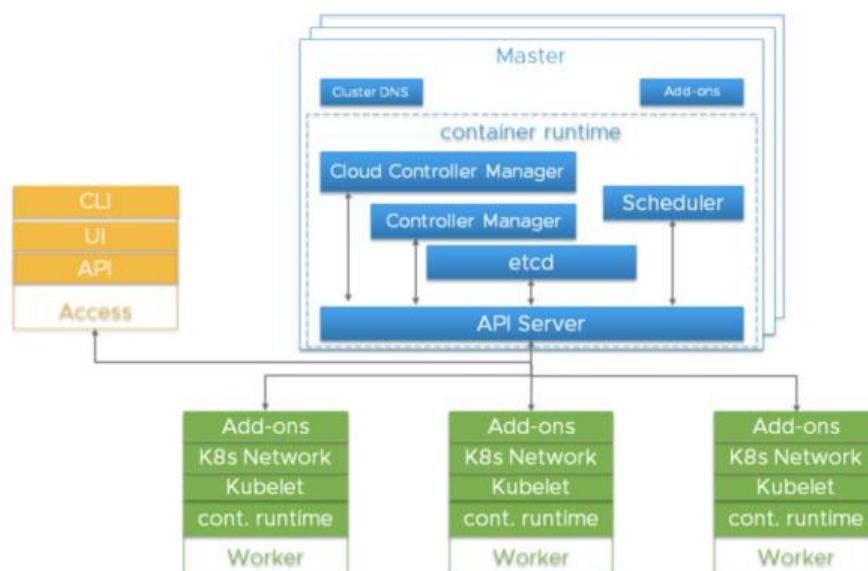 Master
Cluster DNS
Add-ons
container runtime
Cloud Controller Manager
Scheduler
Controller Manager
etcd
API Server
CLI
UI
API
Access
Add-ons
K8s Network
Kubelet
cont. runtime
Worker
Add-ons
K8s Network
Kubelet
cont. runtime
Worker
Add-ons
K8s Network
Kubelet
cont. runtime
Worker